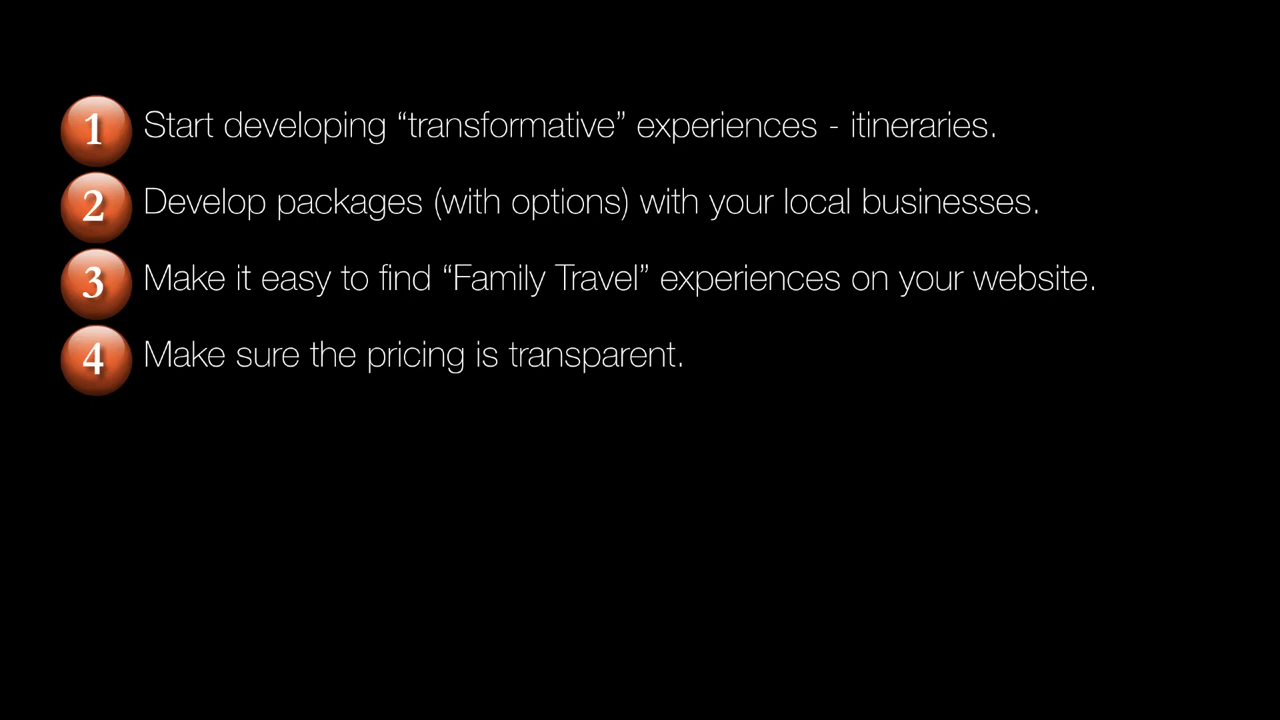 1 Start developing “transformative” experiences - itineraries.
2 Develop packages (with options) with your local businesses.
3 Make it easy to find “Family Travel” experiences on your website.
4 Make sure the pricing is transparent.